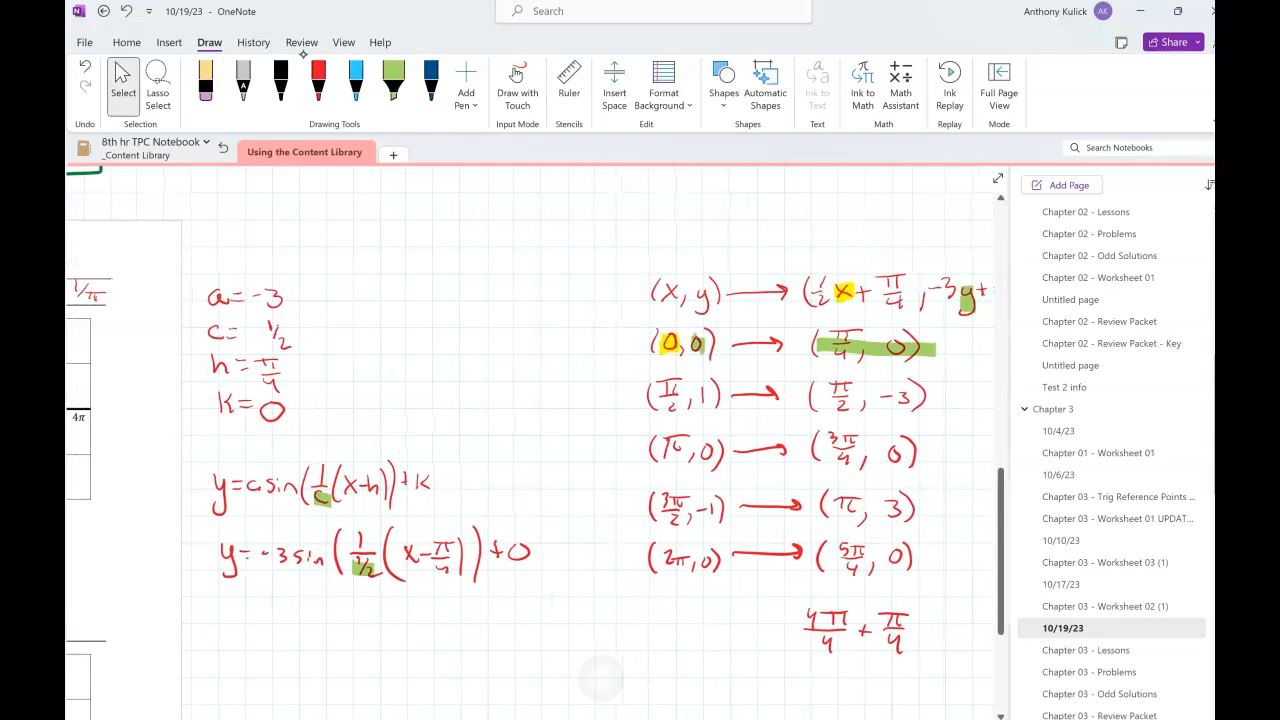 10/19/23 - OneNote
Search
Anthony Kulick
AK
File Home Insert Draw History Review View Help
Share
Select
Lasso Select
Add Pen
Draw with Touch
Ruler
Insert Space
Format Background
Shapes
Automatic Shapes
Ink to Text
Ink to Math
Math Assistant
Ink Replay
Full Page View
Undo Selection Drawing Tools Input Mode Stencils Edit Shapes Text Math Replay Mode
8th hr TPC Notebook
_Content Library
Using the Content Library
+
Search Notebooks
Add Page
Chapter 02 - Lessons
Chapter 02 - Problems
Chapter 02 - Odd Solutions
Chapter 02 - Worksheet 01
Untitled page
Chapter 02 - Review Packet
Chapter 02 - Review Packet - Key
Untitled page
Test 2 info
Chapter 3
10/4/23
Chapter 01 - Worksheet 01
10/6/23
Chapter 03 - Trig Reference Points ...
Chapter 03 - Worksheet 01 UPDAT...
10/10/23
Chapter 03 - Worksheet 03 (1)
10/17/23
Chapter 03 - Worksheet 02 (1)
10/19/23
Chapter 03 - Lessons
Chapter 03 - Problems
Chapter 03 - Odd Solutions
Chapter 03 - Review Packet
1/π
4π
a = -3
c = 1/2
h = π/4
k = 0
y = a sin(1/c (x-h)) + k
y = -3 sin(1/(1/2) (x - π/4)) + 0
(x, y) → (1/2 x + π/4, -3y +
(0, 0) → (π/4, 0)
(π/2, 1) → (π/2, -3)
(π, 0) → (3π/4, 0)
(3π/2, -1) → (π, 3)
(2π, 0) → (5π/4, 0)
4π/4 + π/4